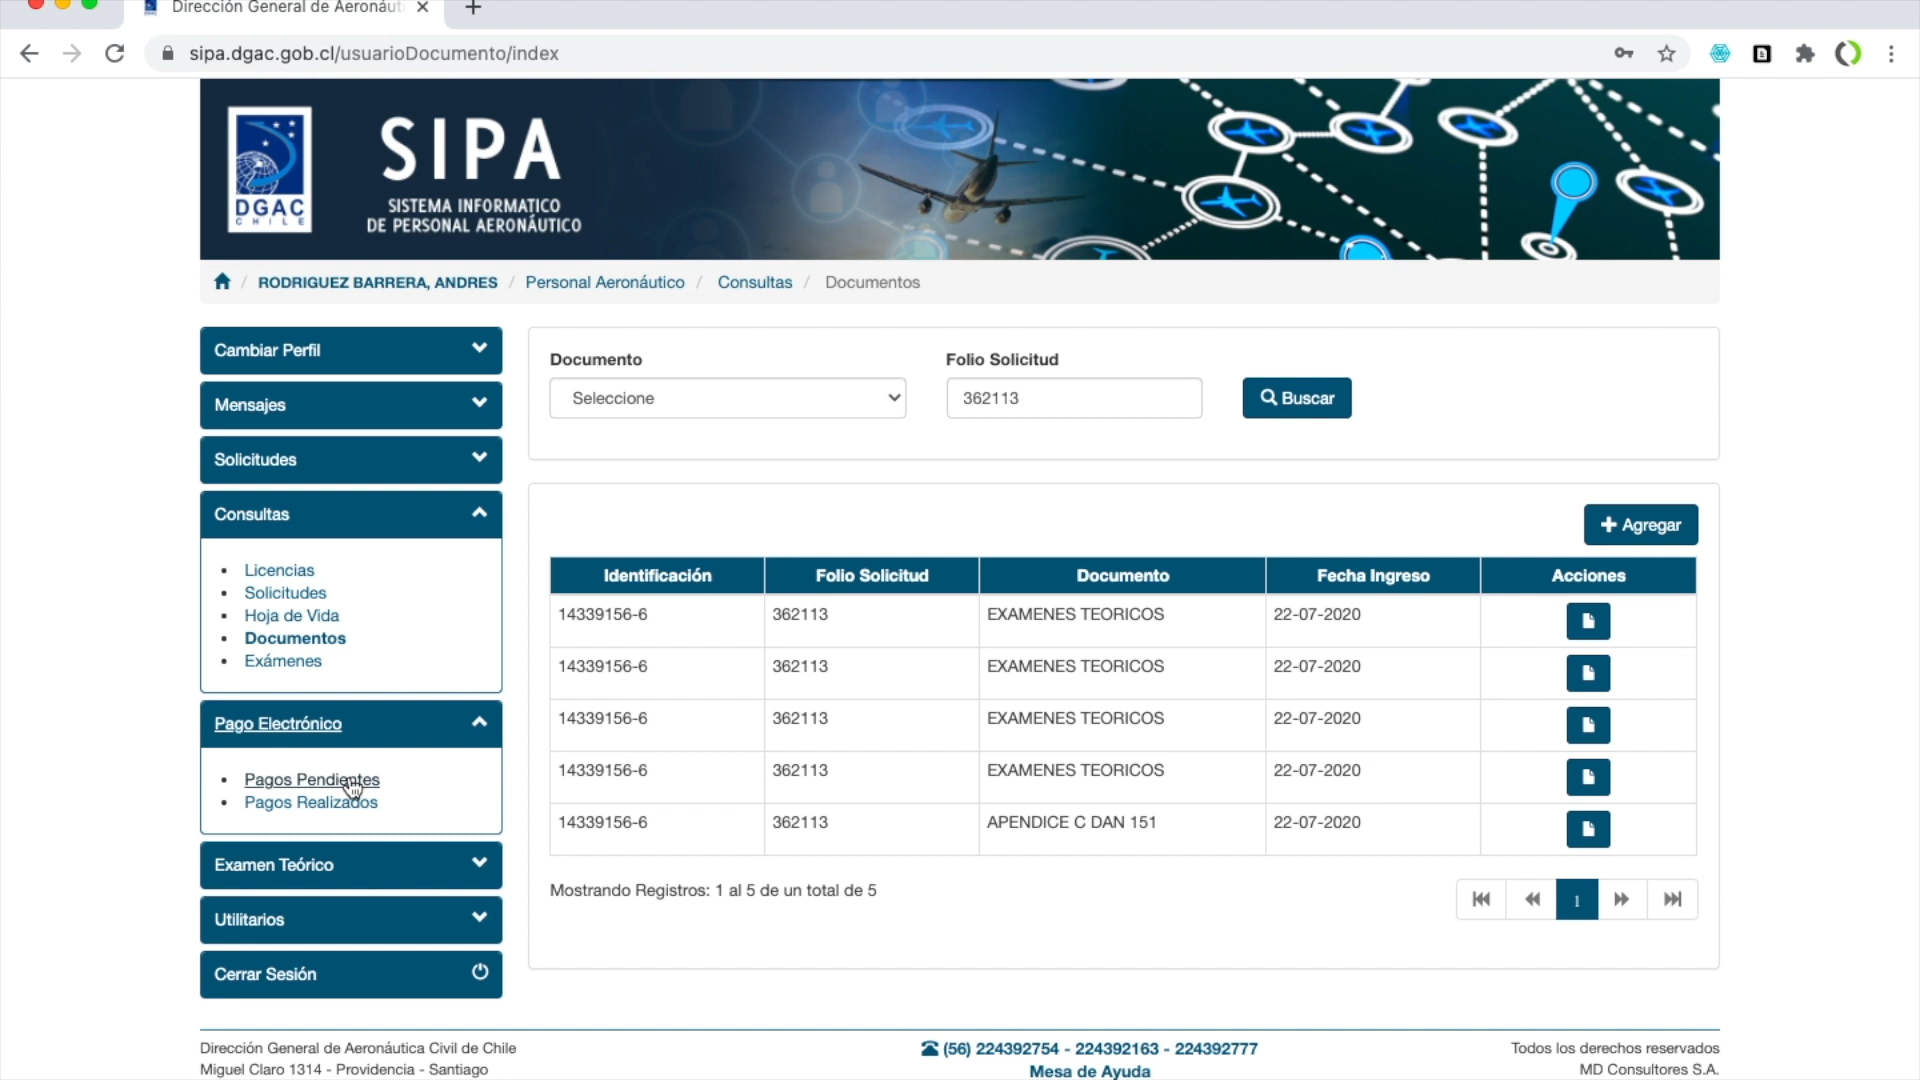 Dirección General de Aeronáuti
sipa.dgac.gob.cl/usuarioDocumento/index
DGAC
CHILE
SIPA
SISTEMA INFORMATICO
DE PERSONAL AERONÁUTICO
/ RODRIGUEZ BARRERA, ANDRES / Personal Aeronáutico / Consultas / Documentos
Cambiar Perfil
Mensajes
Solicitudes
Consultas
• Licencias
• Solicitudes
• Hoja de Vida
• Documentos
• Exámenes
Pago Electrónico
• Pagos Pendientes
• Pagos Realizados
Examen Teórico
Utilitarios
Cerrar Sesión
Documento Folio Solicitud
Seleccione 362113 Buscar
+ Agregar
Identificación Folio Solicitud Documento Fecha Ingreso Acciones
14339156-6 362113 EXAMENES TEORICOS 22-07-2020
14339156-6 362113 EXAMENES TEORICOS 22-07-2020
14339156-6 362113 EXAMENES TEORICOS 22-07-2020
14339156-6 362113 EXAMENES TEORICOS 22-07-2020
14339156-6 362113 APENDICE C DAN 151 22-07-2020
Mostrando Registros: 1 al 5 de un total de 5
1
Dirección General de Aeronáutica Civil de Chile
Miguel Claro 1314 - Providencia - Santiago
(56) 224392754 - 224392163 - 224392777
Mesa de Ayuda
Todos los derechos reservados
MD Consultores S.A.